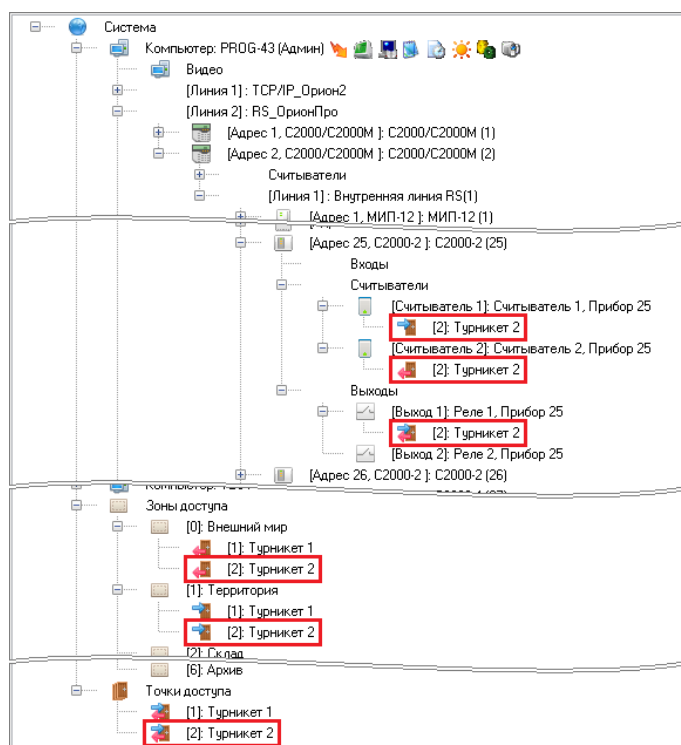 Система
Компьютер: PROG-43 (Админ)
Видео
[Линия 1] : TCP/IP_Орион2
[Линия 2] : RS_ОрионПро
[Адрес 1, С2000/С2000М ]: С2000/С2000М (1)
[Адрес 2, С2000/С2000М ]: С2000/С2000М (2)
Считыватели
[Линия 1] : Внутренняя линия RS(1)
[Адрес 1, МИП-12 ]: МИП-12 (1)
[Адрес 25, С2000-2 ]: С2000-2 (25)
Входы
Считыватели
[Считыватель 1]: Считыватель 1, Прибор 25
[2]: Турникет 2
[Считыватель 2]: Считыватель 2, Прибор 25
[2]: Турникет 2
Выходы
[Выход 1]: Реле 1, Прибор 25
[2]: Турникет 2
[Выход 2]: Реле 2, Прибор 25
[Адрес 26, С2000-2 ]: С2000-2 (26)
Зоны доступа
[0]: Внешний мир
[1]: Турникет 1
[2]: Турникет 2
[1]: Территория
[1]: Турникет 1
[2]: Турникет 2
[2]: Склад
[6]: Архив
Точки доступа
[1]: Турникет 1
[2]: Турникет 2